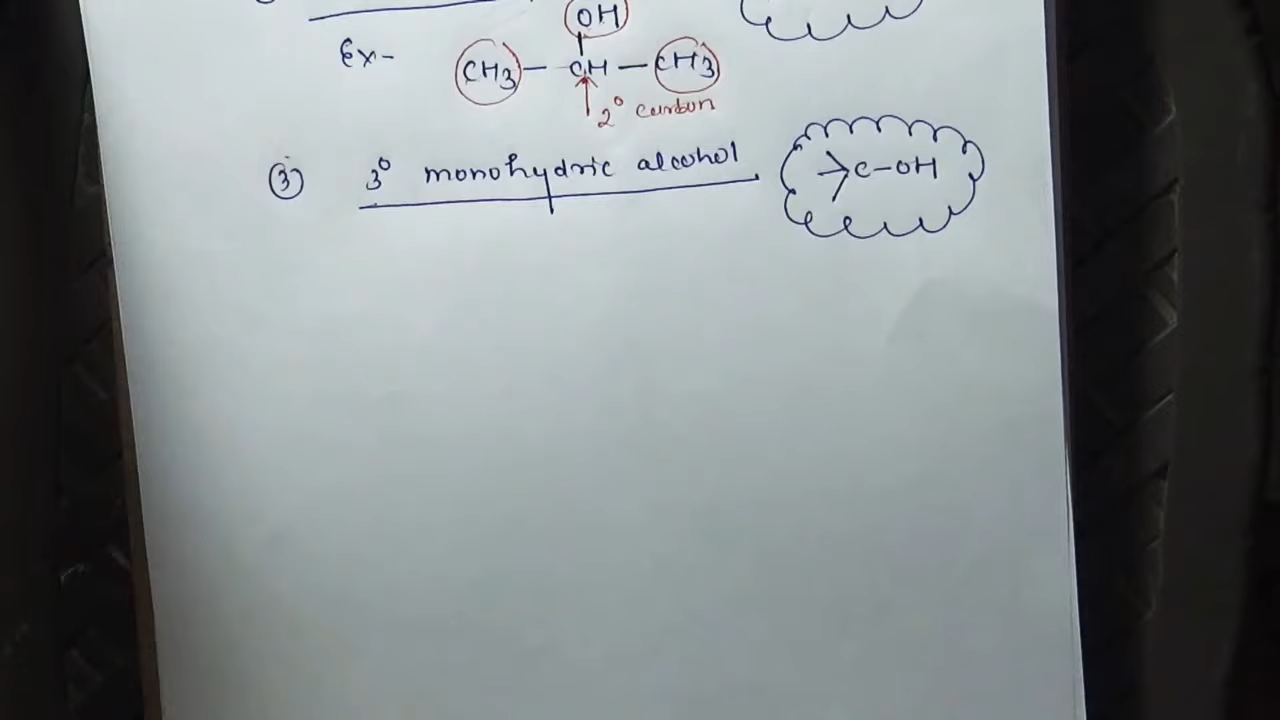 OH
Ex- CH3 — CH — CH3
2° carbon
③ 3° monohydric alcohol >C-OH